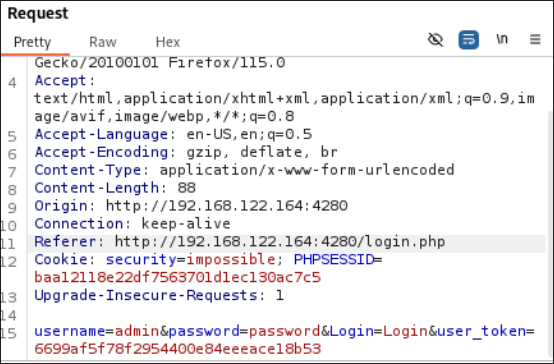 Request
Pretty Raw Hex \n
Gecko/20100101 Firefox/115.0
4 Accept:
text/html,application/xhtml+xml,application/xml;q=0.9,im
age/avif,image/webp,*/*;q=0.8
5 Accept-Language: en-US,en;q=0.5
6 Accept-Encoding: gzip, deflate, br
7 Content-Type: application/x-www-form-urlencoded
8 Content-Length: 88
9 Origin: http://192.168.122.164:4280
10 Connection: keep-alive
11 Referer: http://192.168.122.164:4280/login.php
12 Cookie: security=impossible; PHPSESSID=
baa12118e22df7563701d1ec130ac7c5
13 Upgrade-Insecure-Requests: 1
14
15 username=admin&password=password&Login=Login&user_token=
6699af5f78f2954400e84eeeace18b53